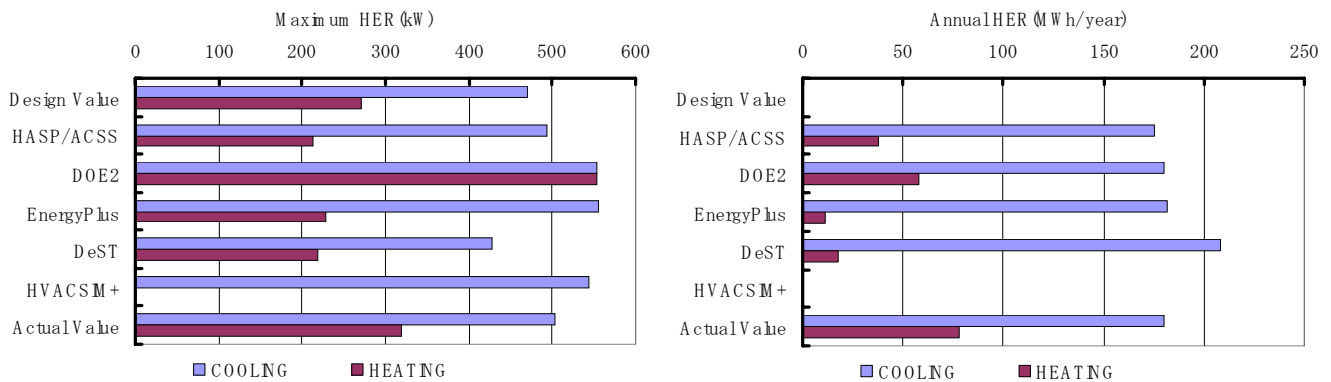 Maximum HER (kW)
0 100 200 300 400 500 600
Design Value
HASP/ACSS
DOE2
EnergyPlus
DeST
HVACSIM+
Actual Value
COOLING HEATING
Annual HER (MWh/year)
0 50 100 150 200 250
Design Value
HASP/ACSS
DOE2
EnergyPlus
DeST
HVACSIM+
Actual Value
COOLING HEATING